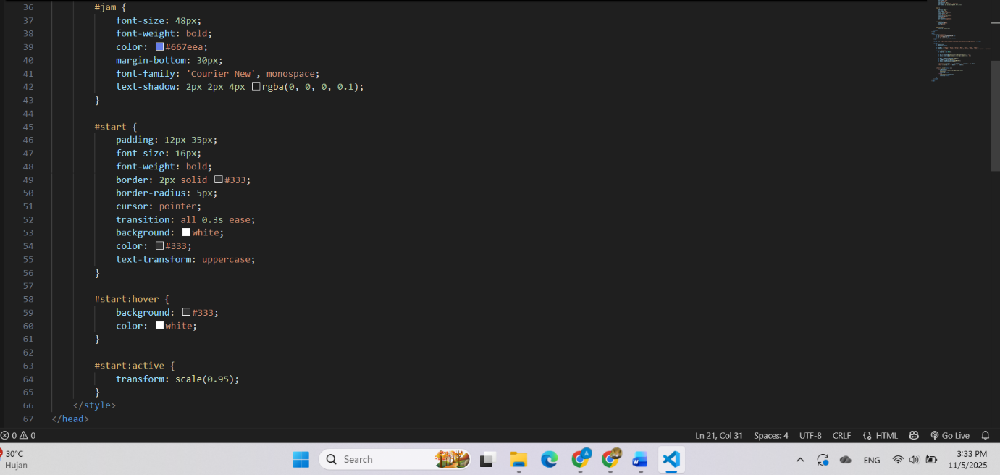 36 #jam {
37 font-size: 48px;
38 font-weight: bold;
39 color: #667eea;
40 margin-bottom: 30px;
41 font-family: 'Courier New', monospace;
42 text-shadow: 2px 2px 4px rgba(0, 0, 0, 0.1);
43 }
44
45 #start {
46 padding: 12px 35px;
47 font-size: 16px;
48 font-weight: bold;
49 border: 2px solid #333;
50 border-radius: 5px;
51 cursor: pointer;
52 transition: all 0.3s ease;
53 background: white;
54 color: #333;
55 text-transform: uppercase;
56 }
57
58 #start:hover {
59 background: #333;
60 color: white;
61 }
62
63 #start:active {
64 transform: scale(0.95);
65 }
66 </style>
67 </head>
0 0 Ln 21, Col 31 Spaces: 4 UTF-8 CRLF {} HTML Go Live
30°C
Hujan
Search
ENG
3:33 PM
11/5/2025